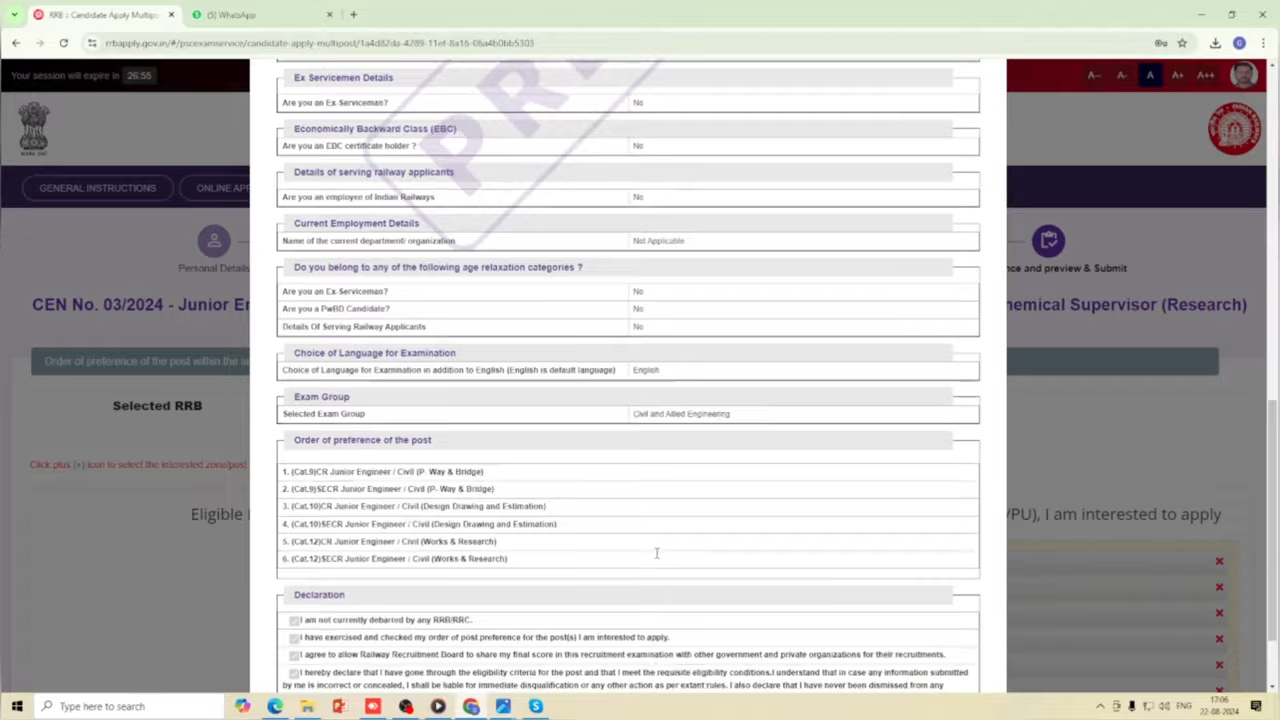 RRB : Candidate Apply Multipo
(5) WhatsApp
rrbapply.gov.in/#/pscexamservice/candidate-apply-multipost/1a4d82da-4289-11ef-8a16-06a4b0bb5303
Your session will expire in 26:55
A-- A- A A+ A++
GENERAL INSTRUCTIONS
ONLINE APP
Personal Details
nce and preview & Submit
CEN No. 03/2024 - Junior En
hemical Supervisor (Research)
Order of preference of the post within the se
Selected RRB
Click plus [+] icon to select the interested zone/post
Eligible
/PU), I am interested to apply
Ex Servicemen Details
Are you an Ex-Serviceman? No
Economically Backward Class (EBC)
Are you an EBC certificate holder ? No
Details of serving railway applicants
Are you an employee of Indian Railways No
Current Employment Details
Name of the current department/ organization Not Applicable
Do you belong to any of the following age relaxation categories ?
Are you an Ex-Serviceman? No
Are you a PwBD Candidate? No
Details Of Serving Railway Applicants No
Choice of Language for Examination
Choice of Language for Examination in addition to English (English is default language) English
Exam Group
Selected Exam Group Civil and Allied Engineering
Order of preference of the post
1. (Cat.9)CR Junior Engineer / Civil (P- Way & Bridge)
2. (Cat.9)SECR Junior Engineer / Civil (P- Way & Bridge)
3. (Cat.10)CR Junior Engineer / Civil (Design Drawing and Estimation)
4. (Cat.10)SECR Junior Engineer / Civil (Design Drawing and Estimation)
5. (Cat.12)CR Junior Engineer / Civil (Works & Research)
6. (Cat.12)SECR Junior Engineer / Civil (Works & Research)
Declaration
I am not currently debarred by any RRB/RRC.
I have exercised and checked my order of post preference for the post(s) I am interested to apply.
I agree to allow Railway Recruitment Board to share my final score in this recruitment examination with other government and private organizations for their recruitments.
I hereby declare that I have gone through the eligibility criteria for the post and that I meet the requisite eligibility conditions.I understand that in case any information submitted
by me is incorrect or concealed, I shall be liable for immediate disqualification or any other action as per extant rules. I also declare that I have never been dismissed from any
PR
Type here to search
ENG
17:06
22-08-2024